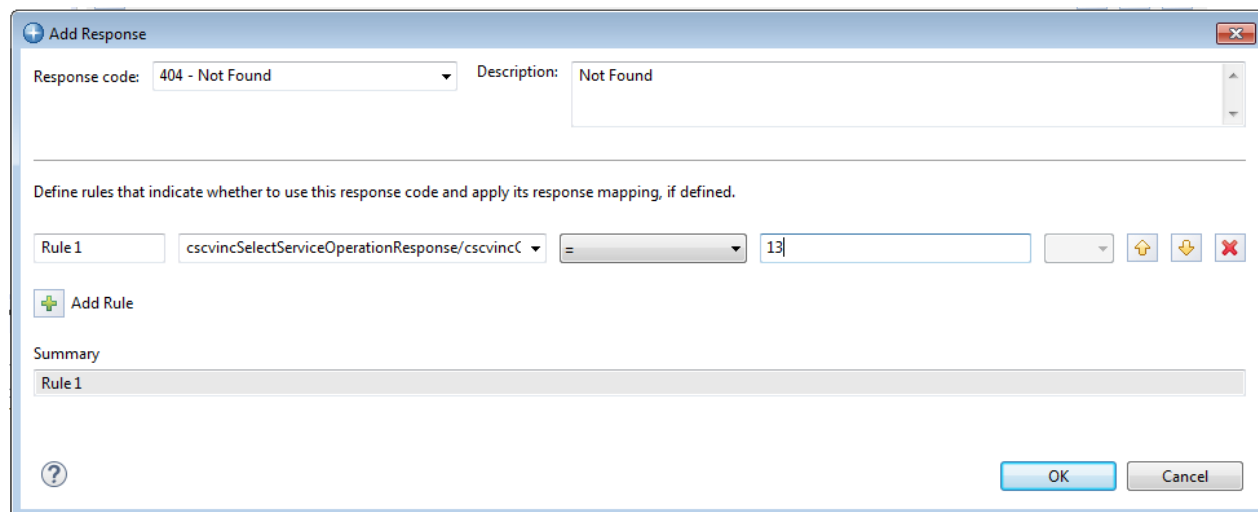 Add Response
Response code: 404 - Not Found Description: Not Found
Define rules that indicate whether to use this response code and apply its response mapping, if defined.
Rule 1 cscvincSelectServiceOperationResponse/cscvinc = 13
Add Rule
Summary
Rule 1
? OK Cancel